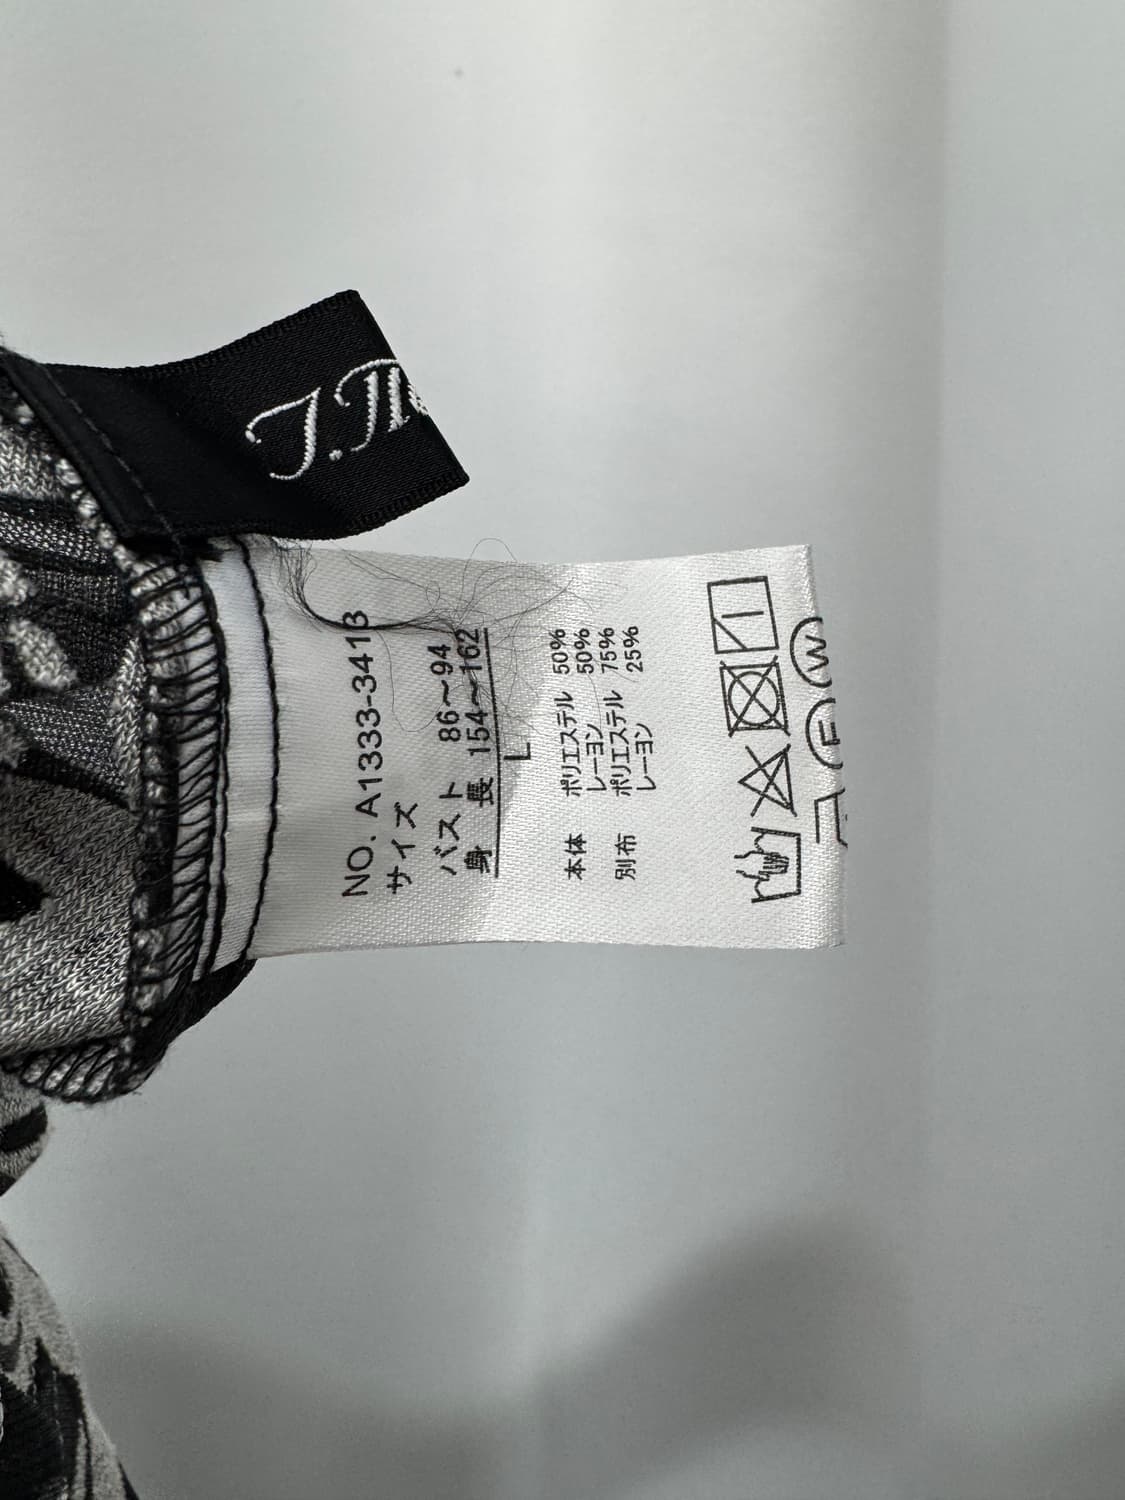 J.
NO. A1333-3413
サイズ
バスト 86～94
身長 154～162
L
本体 ポリエステル 50%
レーヨン 50%
別布 ポリエステル 75%
レーヨン 25%
F W